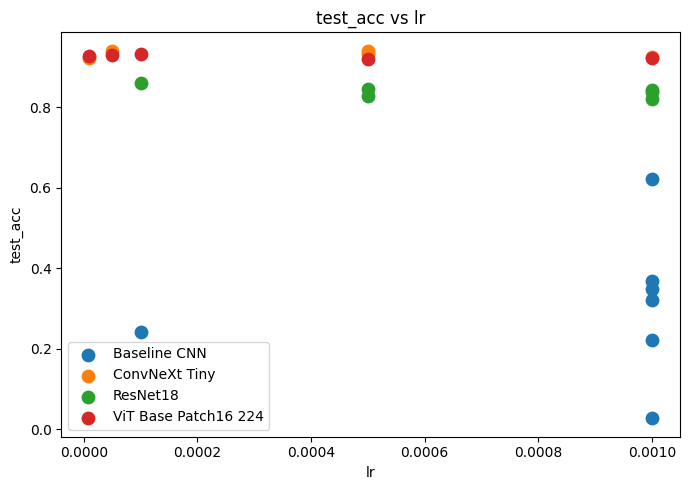 test_acc vs lr
test_acc
0.8
0.6
0.4
0.2
0.0
Baseline CNN
ConvNeXt Tiny
ResNet18
ViT Base Patch16 224
0.0000 0.0002 0.0004 0.0006 0.0008 0.0010
lr